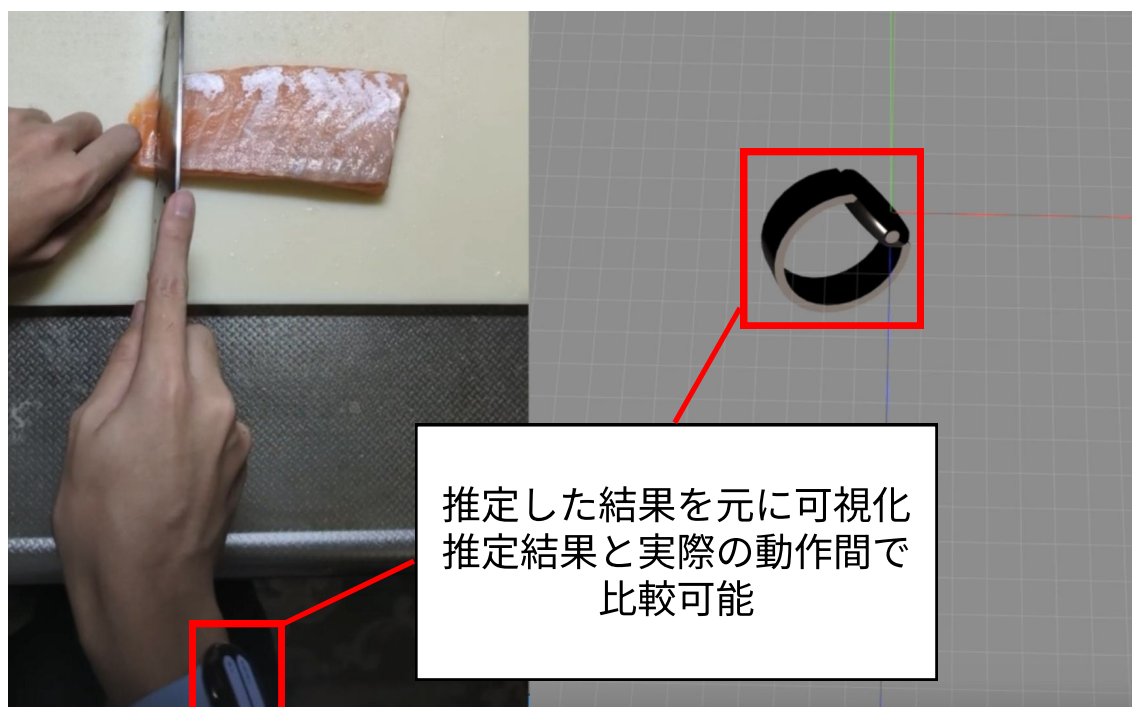 推定した結果を元に可視化
推定結果と実際の動作間で
比較可能